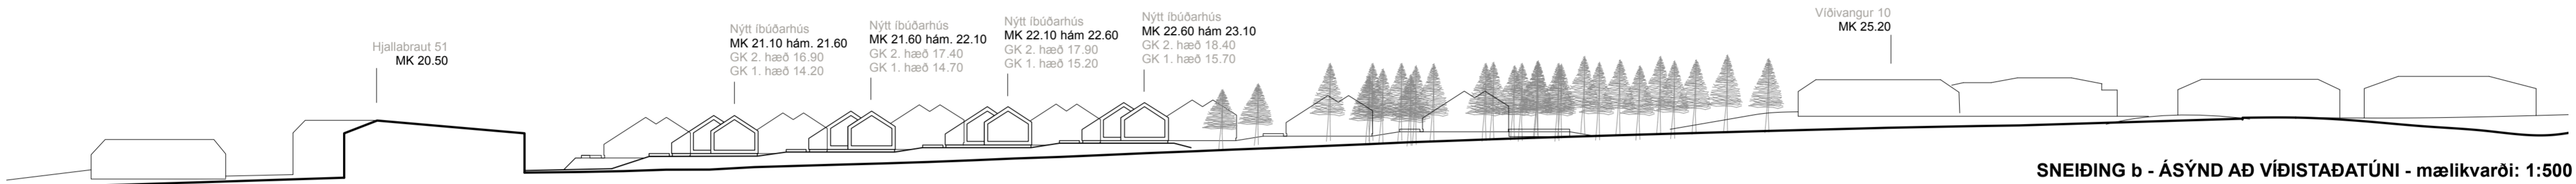 Hjallabraut 51
MK 20.50
Nýtt íbúðarhús
MK 21.10 hám. 21.60
GK 2. hæð 16.90
GK 1. hæð 14.20
Nýtt íbúðarhús
MK 21.60 hám. 22.10
GK 2. hæð 17.40
GK 1. hæð 14.70
Nýtt íbúðarhús
MK 22.10 hám 22.60
GK 2. hæð 17.90
GK 1. hæð 15.20
Nýtt íbúðarhús
MK 22.60 hám 23.10
GK 2. hæð 18.40
GK 1. hæð 15.70
Víðivangur 10
MK 25.20
SNEIÐING b - ÁSÝND AÐ VÍÐISTAÐATÚNI - mælikvarði: 1:500